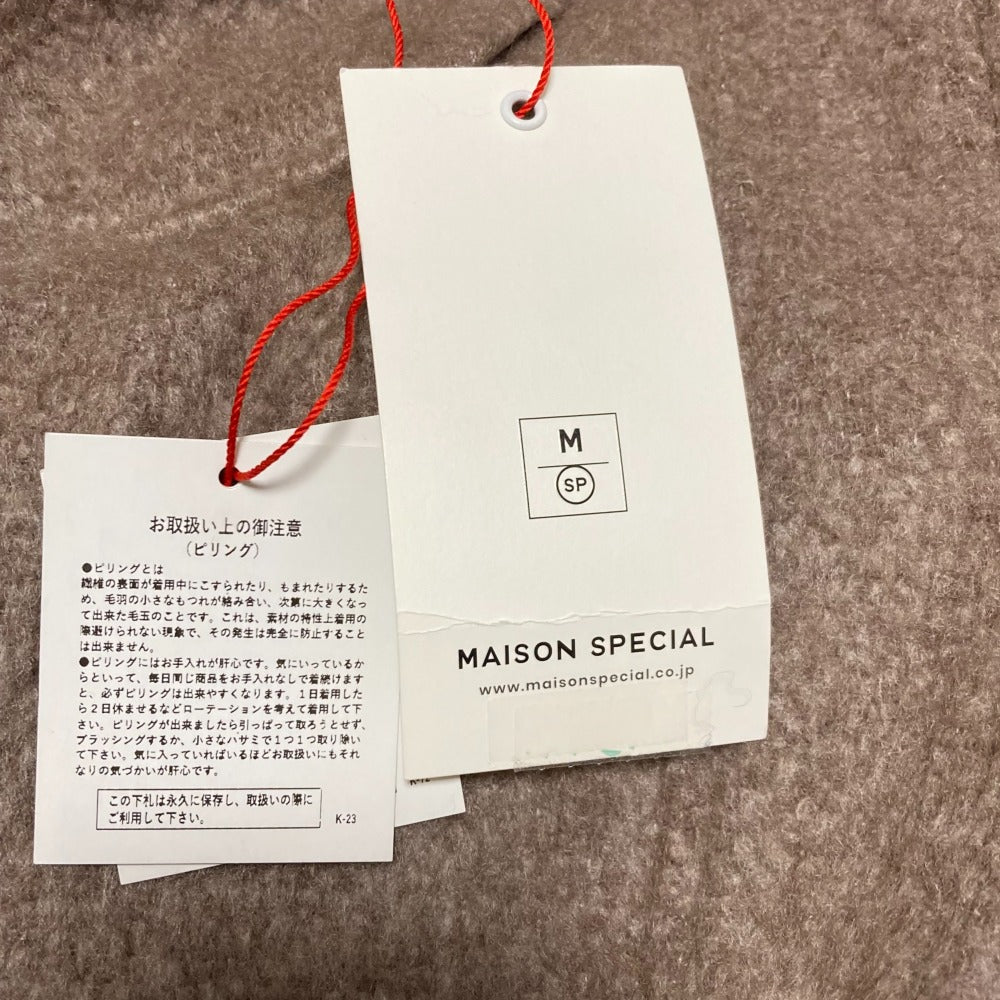 M
SP
MAISON SPECIAL
www.maisonspecial.co.jp
お取扱い上の御注意
（ピリング）
●ピリングとは
繊維の表面が着用中にこすられたり、もまれたりするた
め、毛羽の小さなもつれが絡み合い、次第に大きくなっ
て出来た毛玉のことです。これは、素材の特性上着用の
際避けられない現象で、その発生は完全に防止すること
は出来ません。
●ピリングにはお手入れが肝心です。気にいっているか
らといって、毎日同じ商品をお手入れなしで着続けます
と、必ずピリングは出来やすくなります。1日着用した
ら2日休ませるなどローテーションを考えて着用して下
さい。ピリングが出来ましたら引っぱって取ろうとせず、
ブラッシングするか、小さなハサミで1つ1つ取り除い
て下さい。気に入っていればいるほどお取扱いにもそれ
なりの気づかいが肝心です。
この下札は永久に保存し、取扱いの際に
ご利用して下さい。
K-23